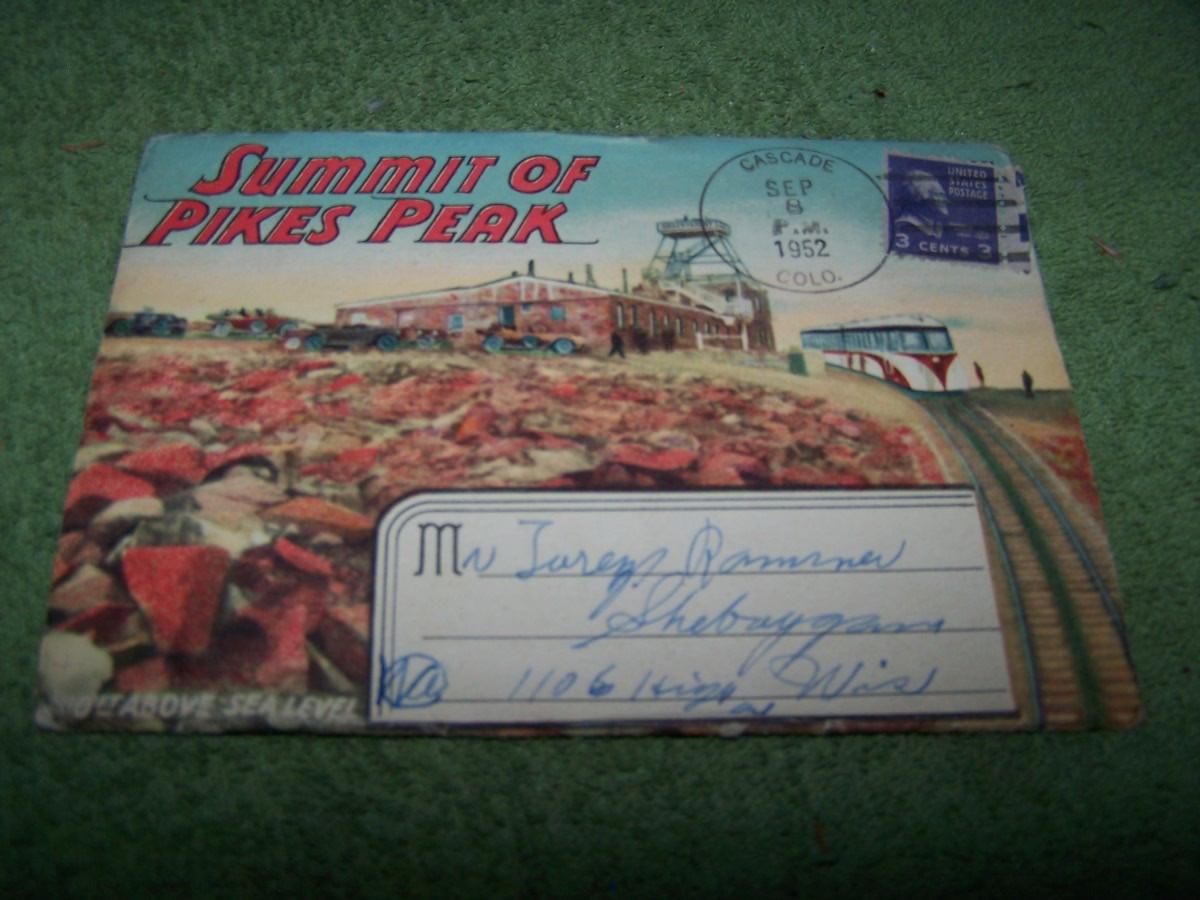 SUMMIT OF
PIKES PEAK
CASCADE
SEP
8
P.M.
1952
COLO.
UNITED
STATES
POSTAGE
3 CENTS 3
Mr
Sheboygan
1106 Wis
ABOVE SEA LEVEL